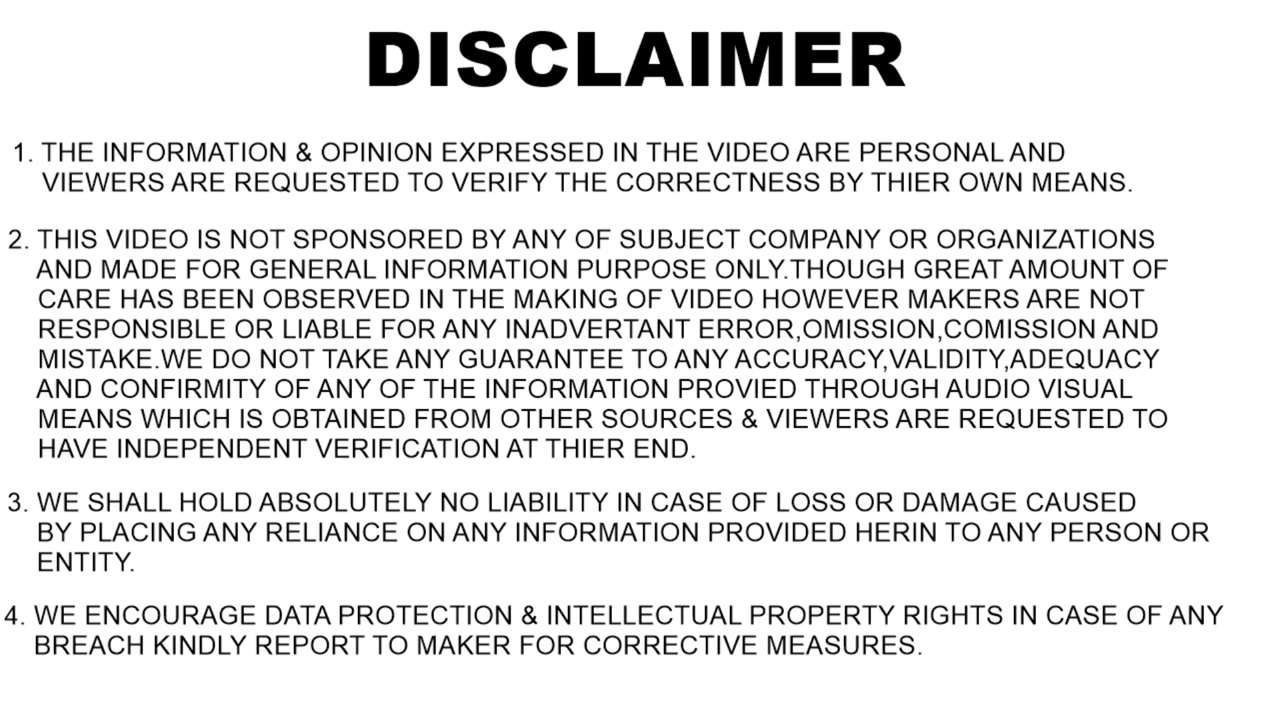 DISCLAIMER
1. THE INFORMATION & OPINION EXPRESSED IN THE VIDEO ARE PERSONAL AND
VIEWERS ARE REQUESTED TO VERIFY THE CORRECTNESS BY THIER OWN MEANS.
2. THIS VIDEO IS NOT SPONSORED BY ANY OF SUBJECT COMPANY OR ORGANIZATIONS
AND MADE FOR GENERAL INFORMATION PURPOSE ONLY.THOUGH GREAT AMOUNT OF
CARE HAS BEEN OBSERVED IN THE MAKING OF VIDEO HOWEVER MAKERS ARE NOT
RESPONSIBLE OR LIABLE FOR ANY INADVERTANT ERROR,OMISSION,COMISSION AND
MISTAKE.WE DO NOT TAKE ANY GUARANTEE TO ANY ACCURACY,VALIDITY,ADEQUACY
AND CONFIRMITY OF ANY OF THE INFORMATION PROVIED THROUGH AUDIO VISUAL
MEANS WHICH IS OBTAINED FROM OTHER SOURCES & VIEWERS ARE REQUESTED TO
HAVE INDEPENDENT VERIFICATION AT THIER END.
3. WE SHALL HOLD ABSOLUTELY NO LIABILITY IN CASE OF LOSS OR DAMAGE CAUSED
BY PLACING ANY RELIANCE ON ANY INFORMATION PROVIDED HERIN TO ANY PERSON OR
ENTITY.
4. WE ENCOURAGE DATA PROTECTION & INTELLECTUAL PROPERTY RIGHTS IN CASE OF ANY
BREACH KINDLY REPORT TO MAKER FOR CORRECTIVE MEASURES.